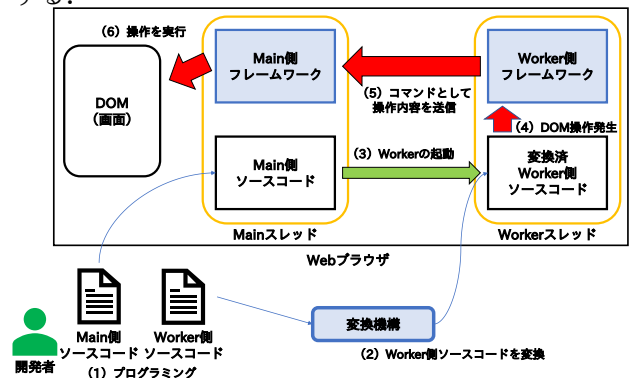 する.
(6) 操作を実行
Main側
フレームワーク
Worker側
フレームワーク
DOM
(画面)
(5) コマンドとして
操作内容を送信
(4) DOM操作発生
(3) Workerの起動
Main側
ソースコード
変換済
Worker側
ソースコード
Mainスレッド
Workerスレッド
Webブラウザ
変換機構
Main側
ソースコード
Worker側
ソースコード
開発者
(2) Worker側ソースコードを変換
(1) プログラミング